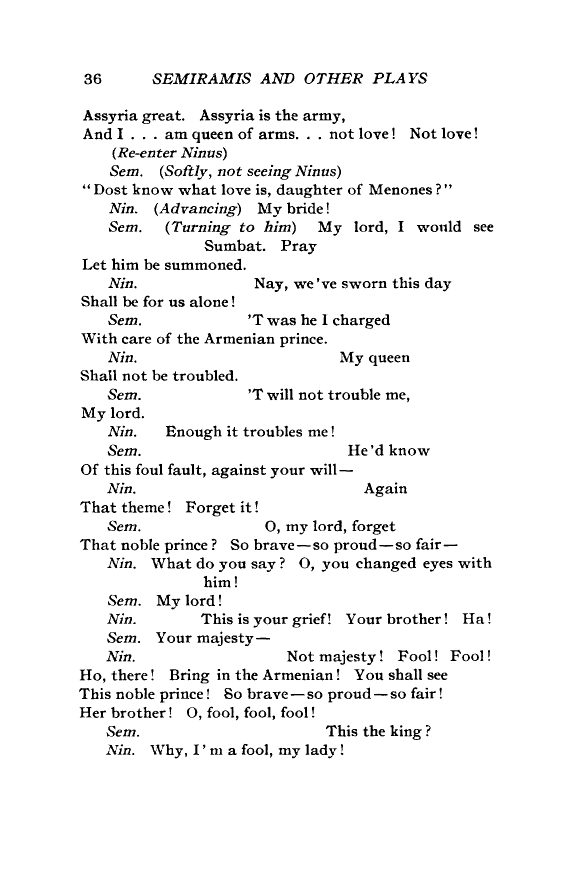 36 SEMIRAMIS AND OTHER PLAYS
Assyria great. Assyria is the army,
And I . . . am queen of arms. . . not love! Not love!
(Re-enter Ninus)
Sem. (Softly, not seeing Ninus)
"Dost know what love is, daughter of Menones?"
Nin. (Advancing) My bride!
Sem. (Turning to him) My lord, I would see
Sumbat. Pray
Let him be summoned.
Nin. Nay, we've sworn this day
Shall be for us alone!
Sem. 'T was he I charged
With care of the Armenian prince.
Nin. My queen
Shall not be troubled.
Sem. 'T will not trouble me,
My lord.
Nin. Enough it troubles me!
Sem. He'd know
Of this foul fault, against your will—
Nin. Again
That theme! Forget it!
Sem. O, my lord, forget
That noble prince? So brave—so proud—so fair—
Nin. What do you say? O, you changed eyes with
him!
Sem. My lord!
Nin. This is your grief! Your brother! Ha!
Sem. Your majesty—
Nin. Not majesty! Fool! Fool!
Ho, there! Bring in the Armenian! You shall see
This noble prince! So brave—so proud—so fair!
Her brother! O, fool, fool, fool!
Sem. This the king?
Nin. Why, I'm a fool, my lady!